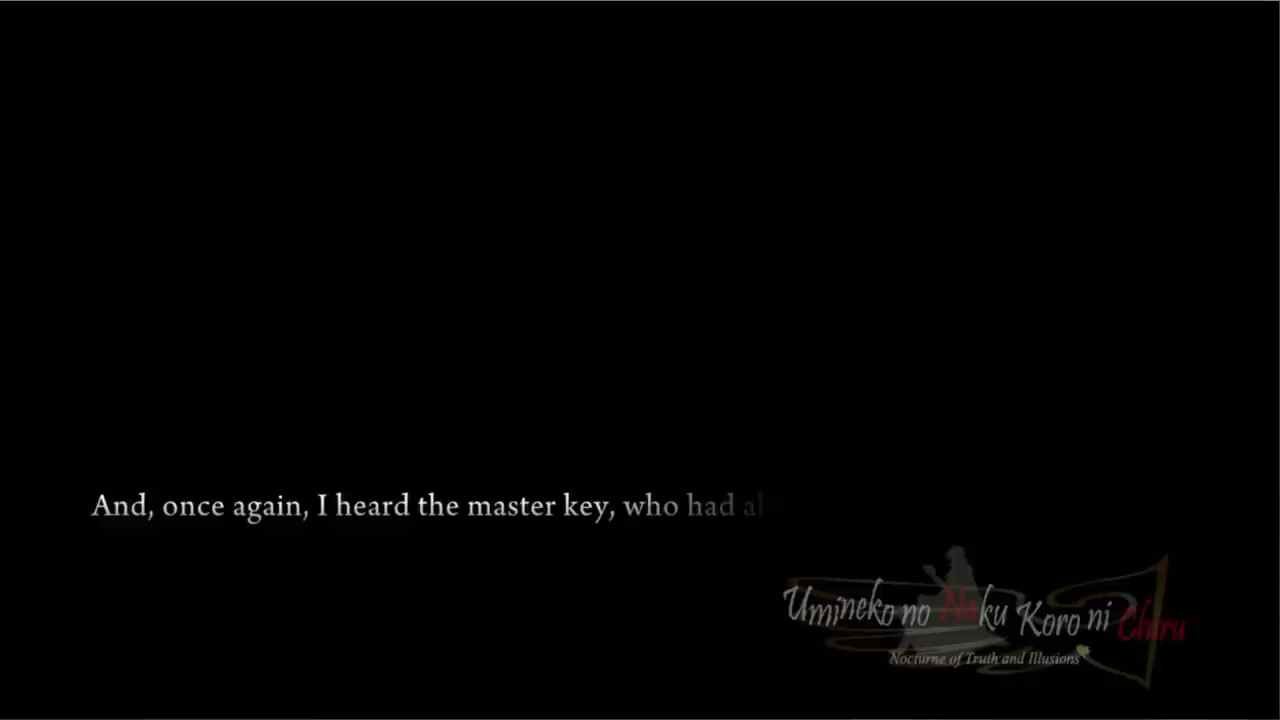 And, once again, I heard the master key, who had al
Umineko no Naku Koro ni Chiru
Nocturne of Truth and Illusions